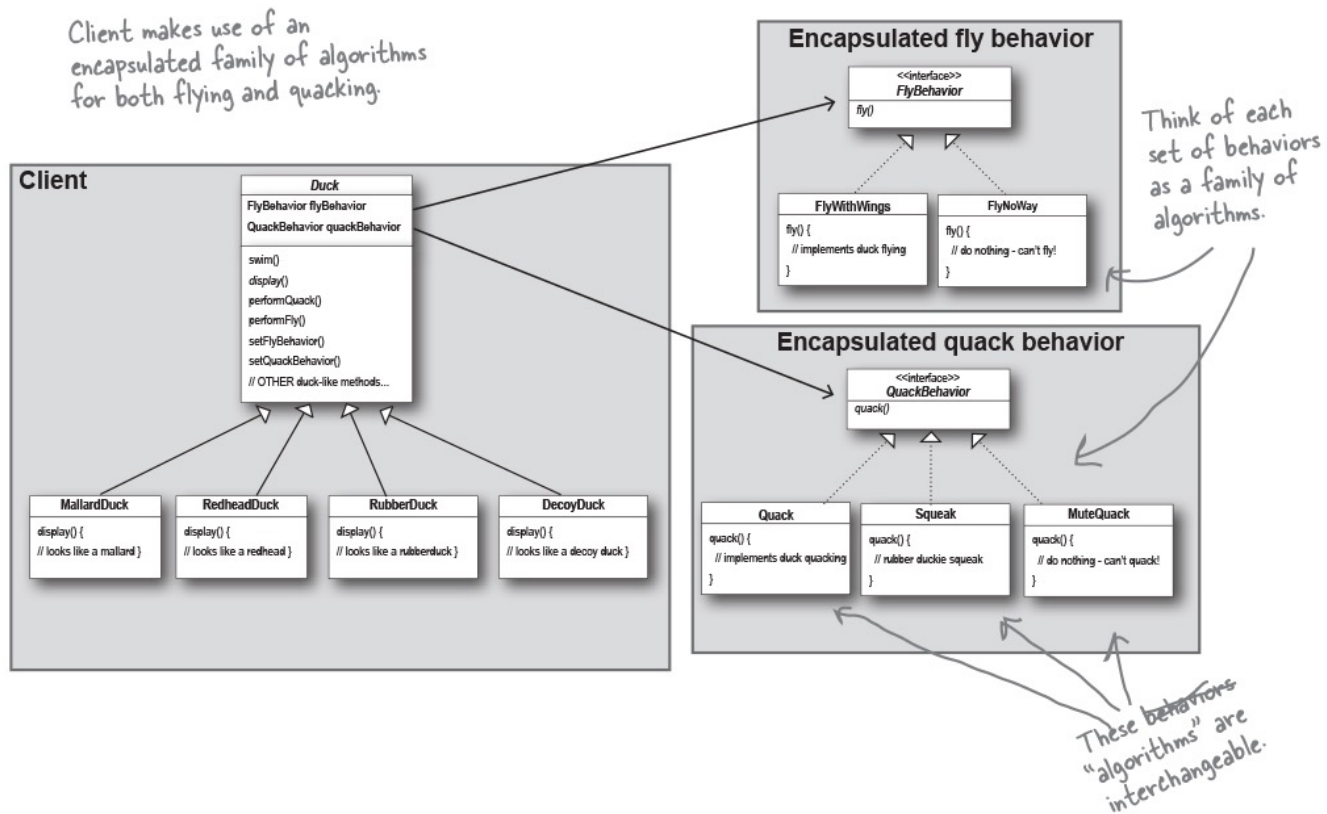 Client makes use of an
encapsulated family of algorithms
for both flying and quacking.
Client
Duck
FlyBehavior flyBehavior
QuackBehavior quackBehavior
swim()
display()
performQuack()
performFly()
setFlyBehavior()
setQuackBehavior()
// OTHER duck-like methods...
MallardDuck
display() {
// looks like a mallard }
RedheadDuck
display() {
// looks like a redhead }
RubberDuck
display() {
// looks like a rubberduck }
DecoyDuck
display() {
// looks like a decoy duck }
Encapsulated fly behavior
<<interface>>
FlyBehavior
fly()
FlyWithWings
fly() {
// implements duck flying
}
FlyNoWay
fly() {
// do nothing - can't fly!
}
Think of each
set of behaviors
as a family of
algorithms.
Encapsulated quack behavior
<<interface>>
QuackBehavior
quack()
Quack
quack() {
// implements duck quacking
}
Squeak
quack() {
// rubber duckie squeak
}
MuteQuack
quack() {
// do nothing - can't quack!
}
These behaviors
“algorithms” are
interchangeable.